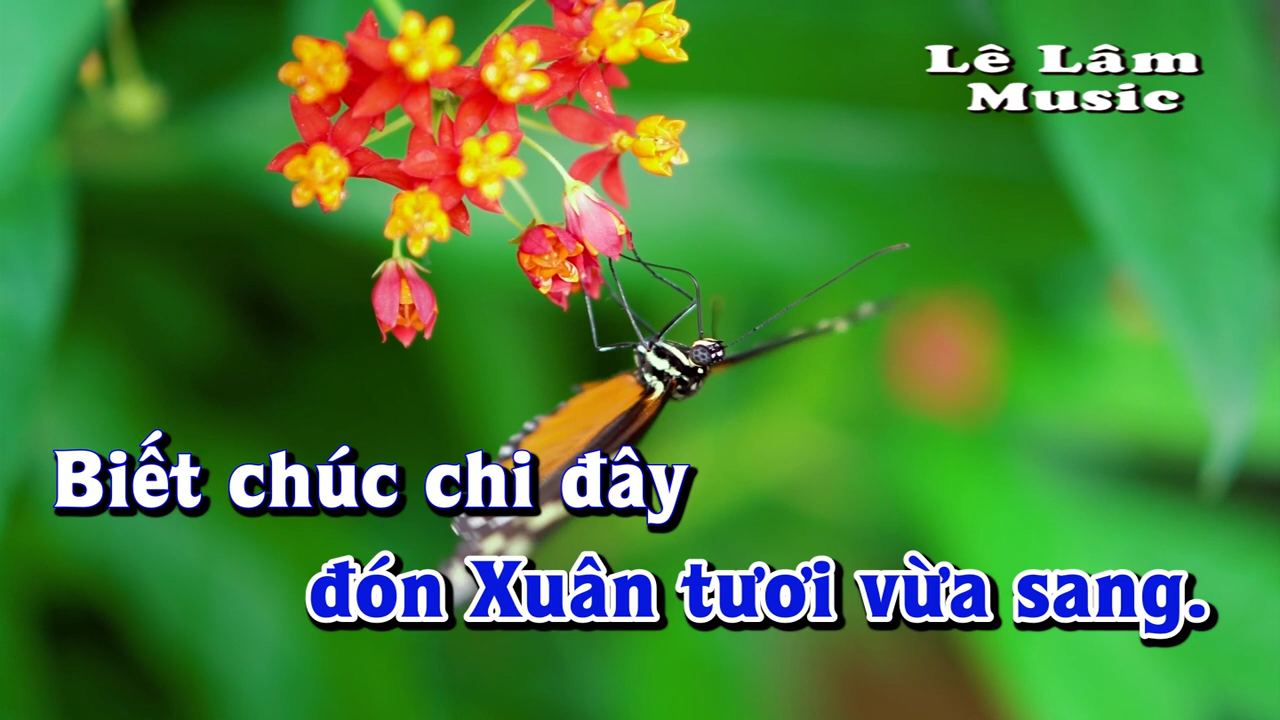 Lê Lâm
Music
Biết chúc chi đây
đón Xuân tươi vừa sang.